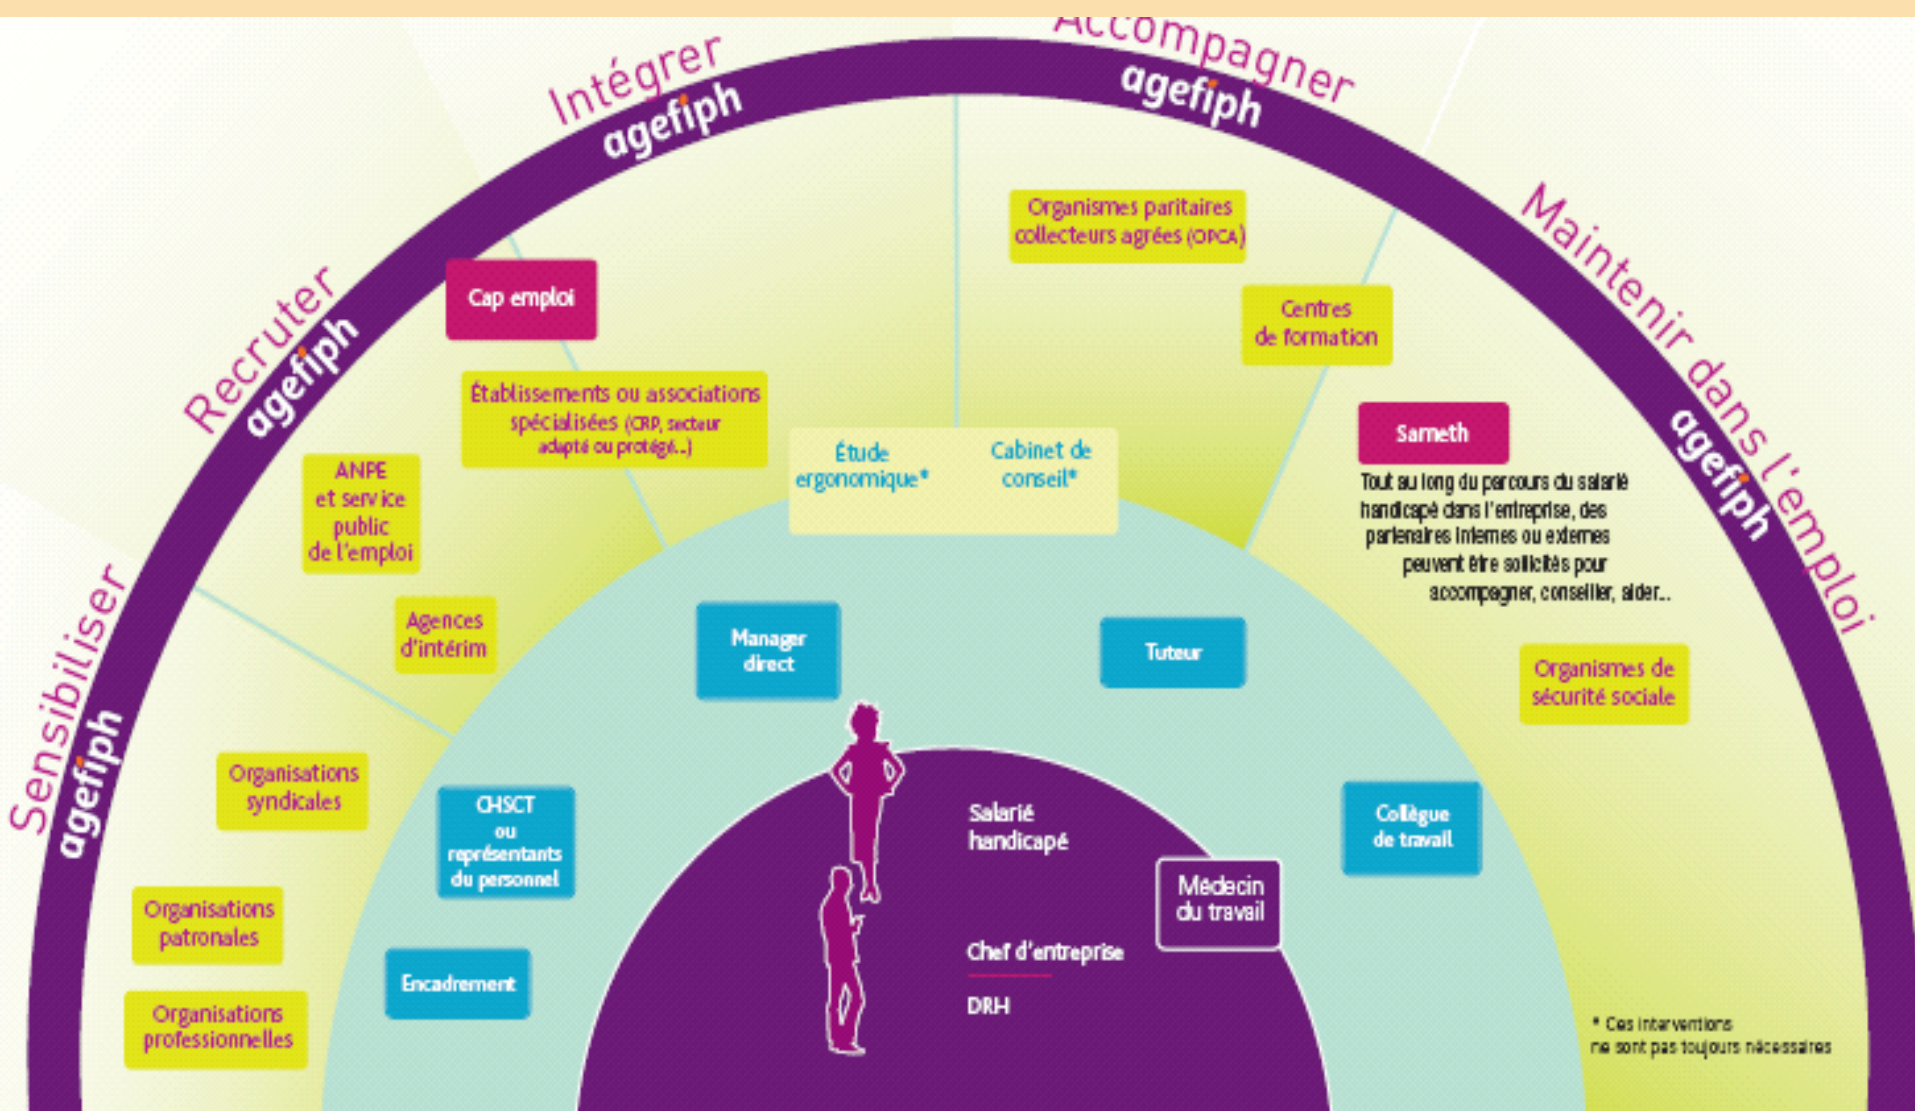 Sensibiliser
agefiph
Recruter
agefiph
Intégrer
agefiph
Accompagner
agefiph
Maintenir dans l'emploi
agefiph
Organismes paritaires
collecteurs agrées (OPCA)
Cap emploi
Centres
de formation
Établissements ou associations
spécialisées (CRP, secteur
adapté ou protégé...)
Étude
ergonomique*
Cabinet de
conseil*
Sameth
Tout au long du parcours du salarié
handicapé dans l'entreprise, des
partenaires internes ou externes
peuvent être sollicités pour
accompagner, conseiller, aider...
ANPE
et service
public
de l'emploi
Agences
d'intérim
Manager
direct
Tuteur
Organismes de
sécurité sociale
Organisations
syndicales
CHSCT
ou
représentants
du personnel
Collègue
de travail
Salarié
handicapé
Médecin
du travail
Organisations
patronales
Encadrement
Chef d'entreprise
DRH
Organisations
professionnelles
* Ces interventions
ne sont pas toujours nécessaires